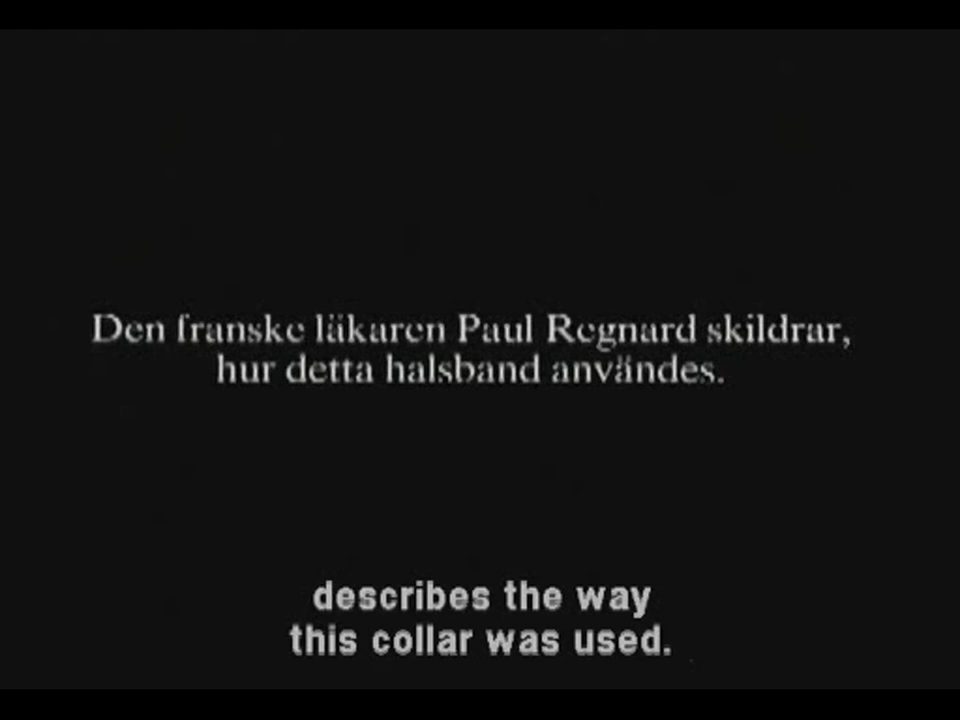 Den franske läkaren Paul Regnard skildrar,
hur detta halsband användes.
describes the way
this collar was used.